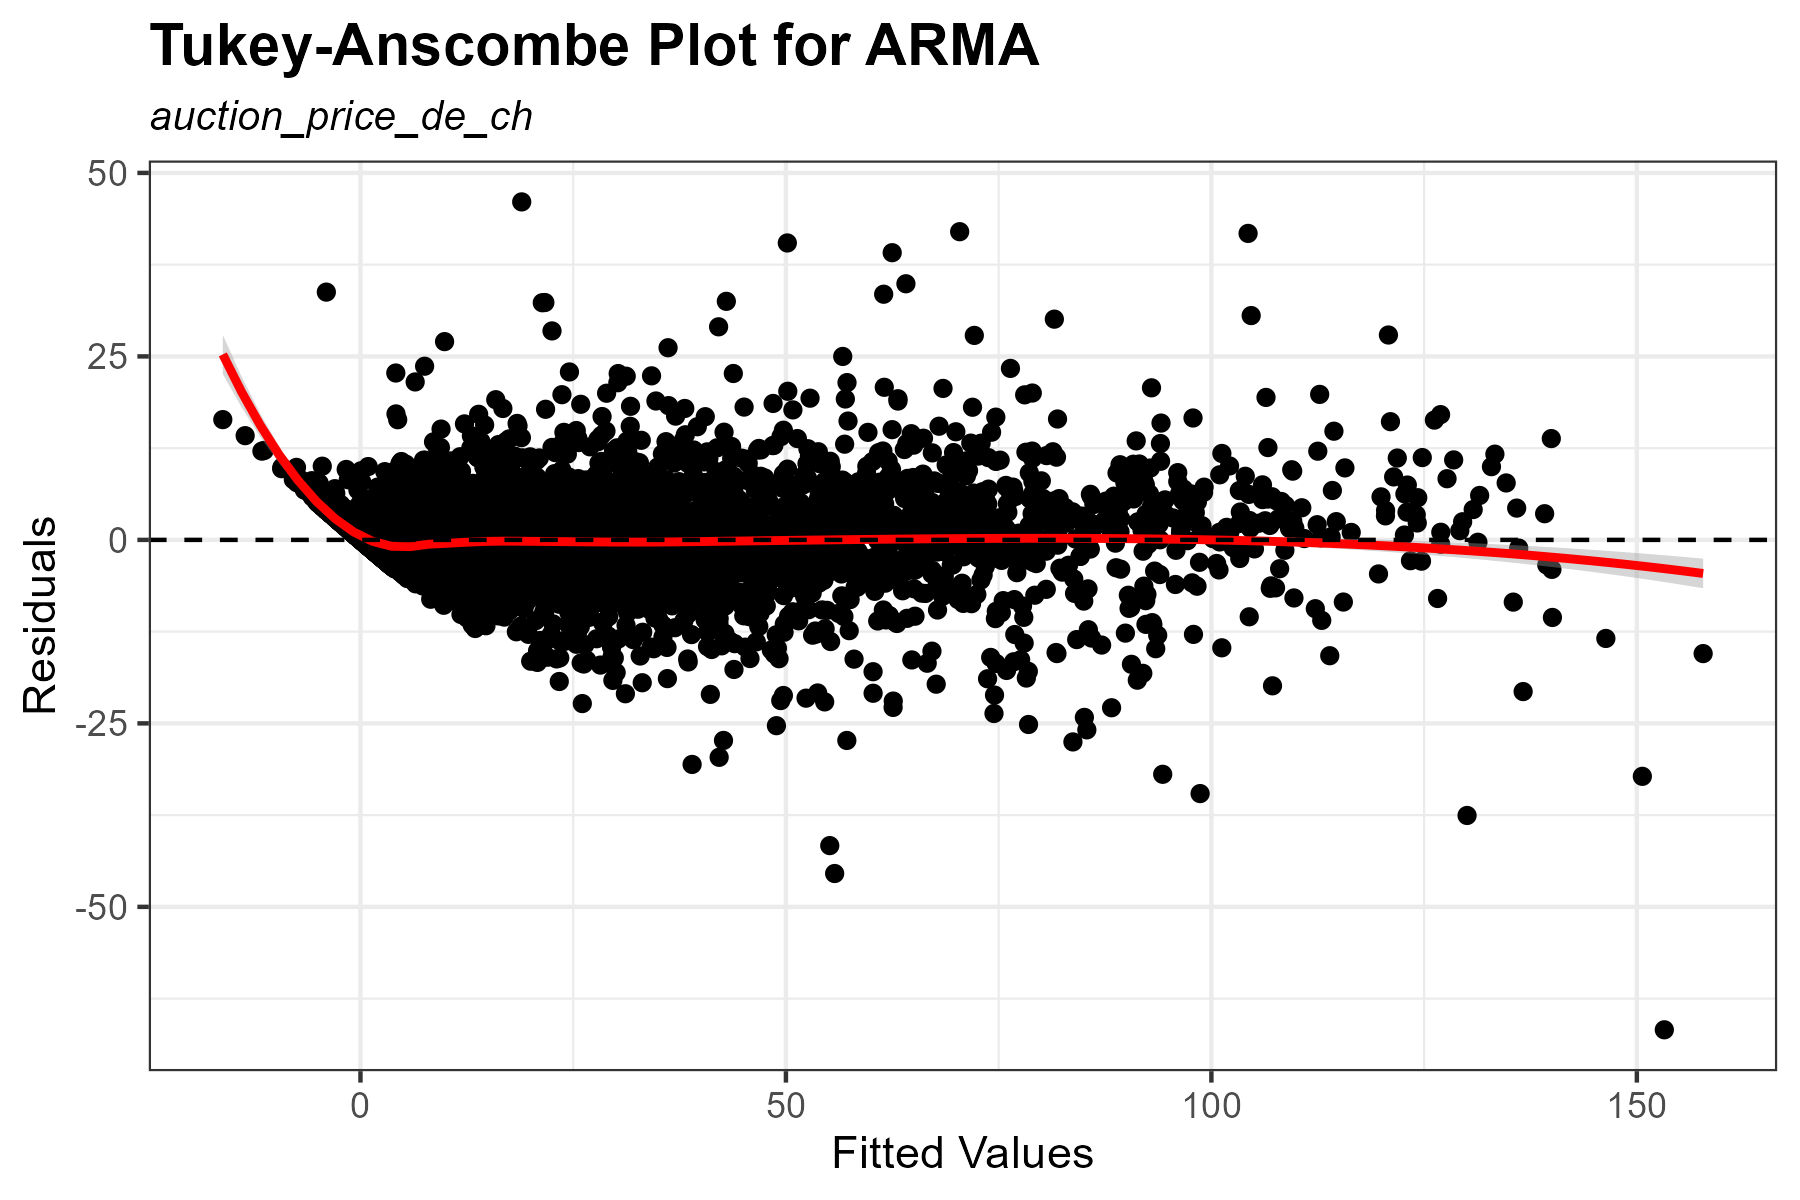 Tukey-Anscombe Plot for ARMA
auction_price_de_ch
50
25
0
-25
-50
Residuals
0 50 100 150
Fitted Values